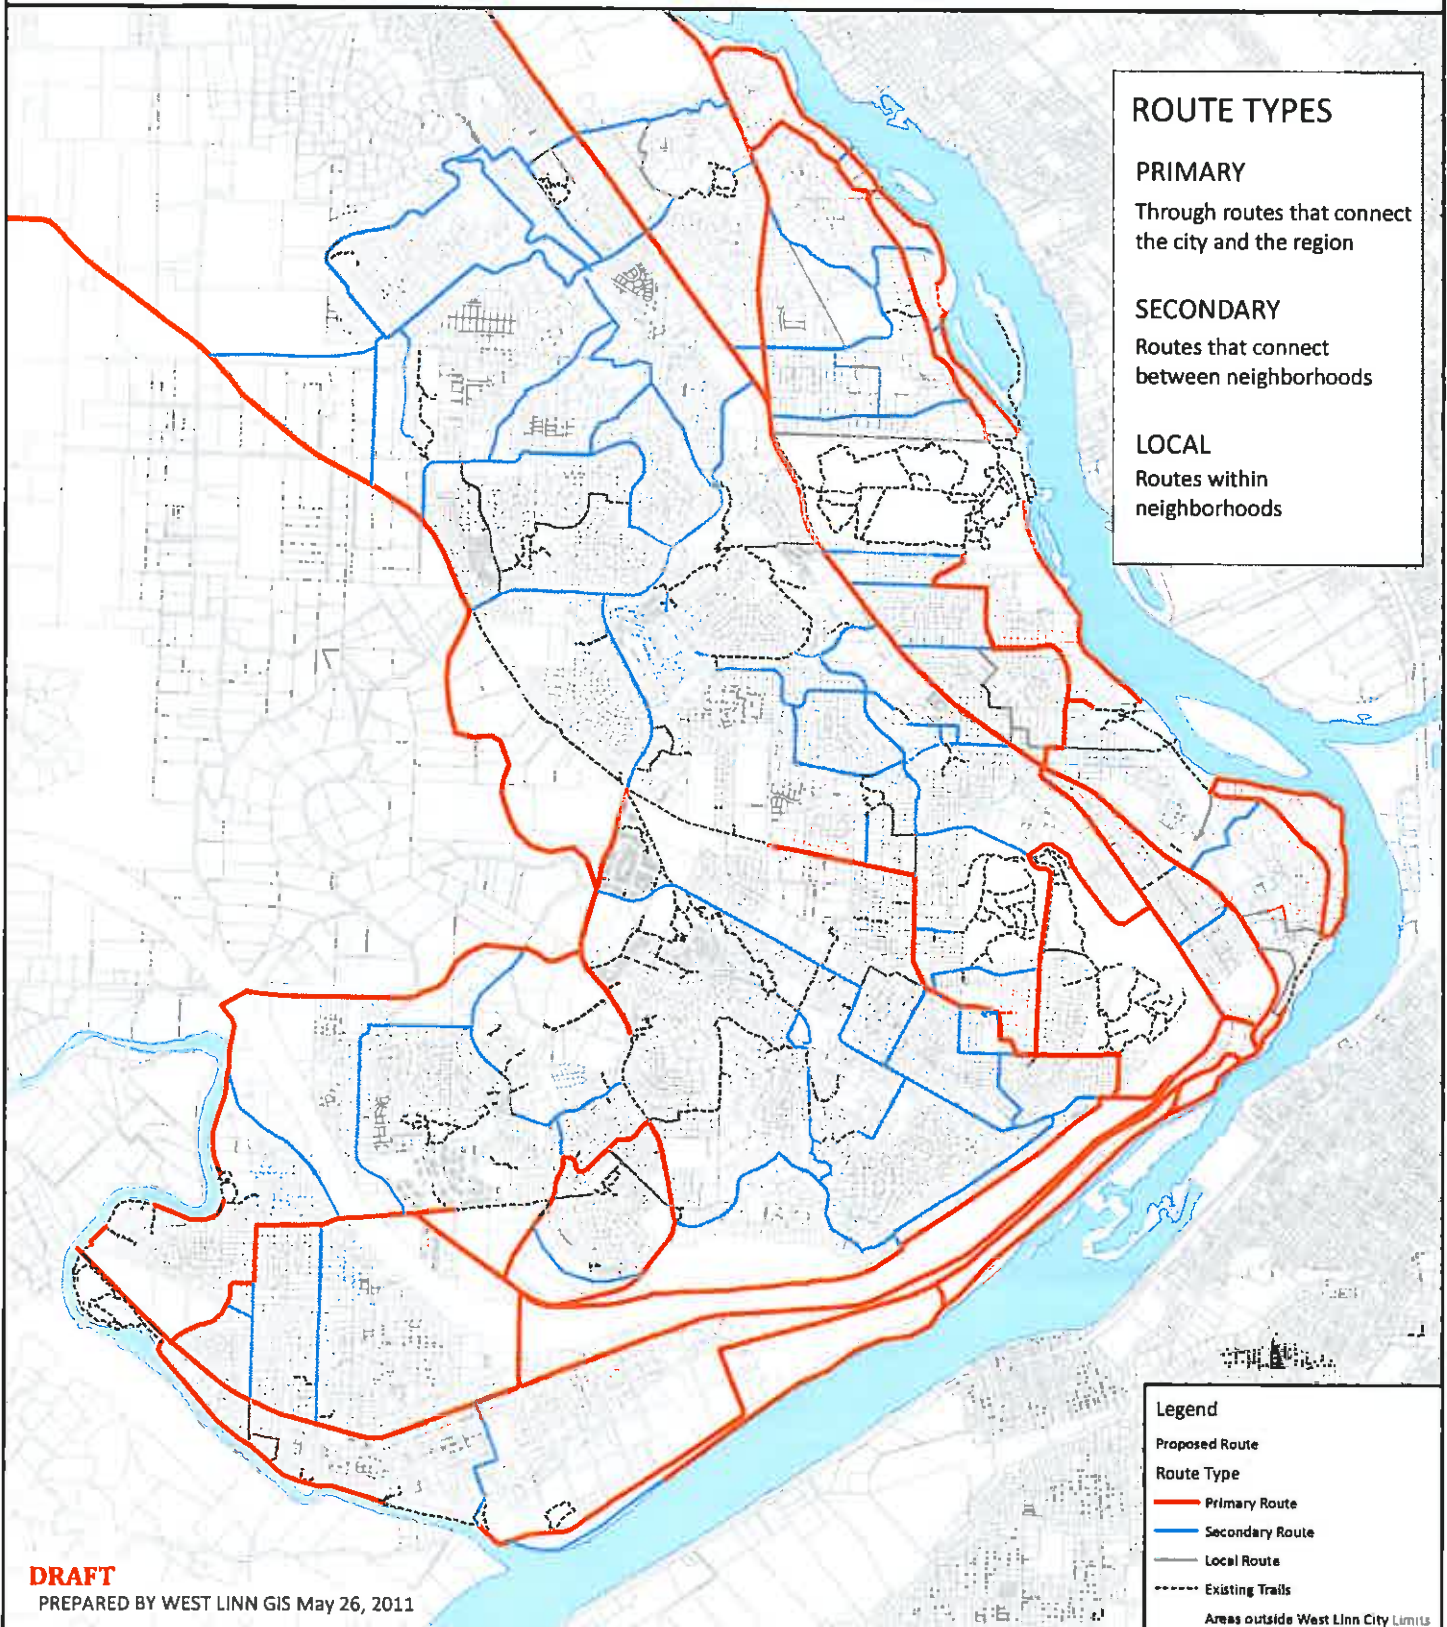 ROUTE TYPES
PRIMARY
Through routes that connect
the city and the region
SECONDARY
Routes that connect
between neighborhoods
LOCAL
Routes within
neighborhoods
Legend
Proposed Route
Route Type
Primary Route
Secondary Route
Local Route
Existing Trails
Areas outside West Linn City Limits
DRAFT
PREPARED BY WEST LINN GIS May 26, 2011